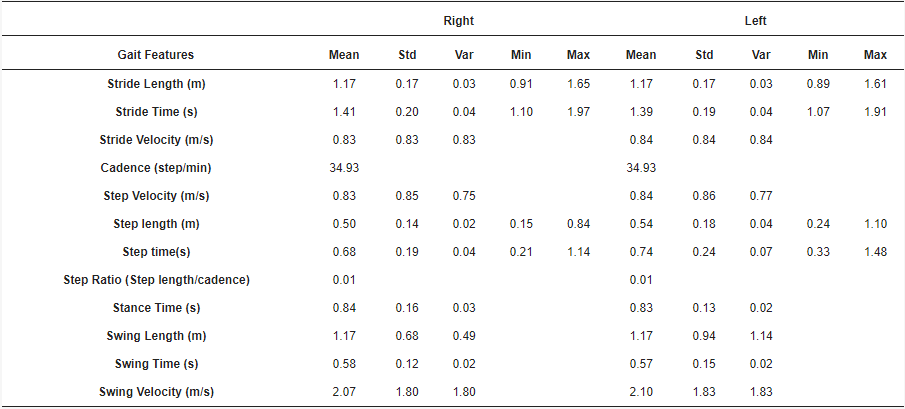 Right Left
Gait Features Mean Std Var Min Max Mean Std Var Min Max
Stride Length (m) 1.17 0.17 0.03 0.91 1.65 1.17 0.17 0.03 0.89 1.61
Stride Time (s) 1.41 0.20 0.04 1.10 1.97 1.39 0.19 0.04 1.07 1.91
Stride Velocity (m/s) 0.83 0.83 0.83 0.84 0.84 0.84
Cadence (step/min) 34.93 34.93
Step Velocity (m/s) 0.83 0.85 0.75 0.84 0.86 0.77
Step length (m) 0.50 0.14 0.02 0.15 0.84 0.54 0.18 0.04 0.24 1.10
Step time(s) 0.68 0.19 0.04 0.21 1.14 0.74 0.24 0.07 0.33 1.48
Step Ratio (Step length/cadence) 0.01 0.01
Stance Time (s) 0.84 0.16 0.03 0.83 0.13 0.02
Swing Length (m) 1.17 0.68 0.49 1.17 0.94 1.14
Swing Time (s) 0.58 0.12 0.02 0.57 0.15 0.02
Swing Velocity (m/s) 2.07 1.80 1.80 2.10 1.83 1.83